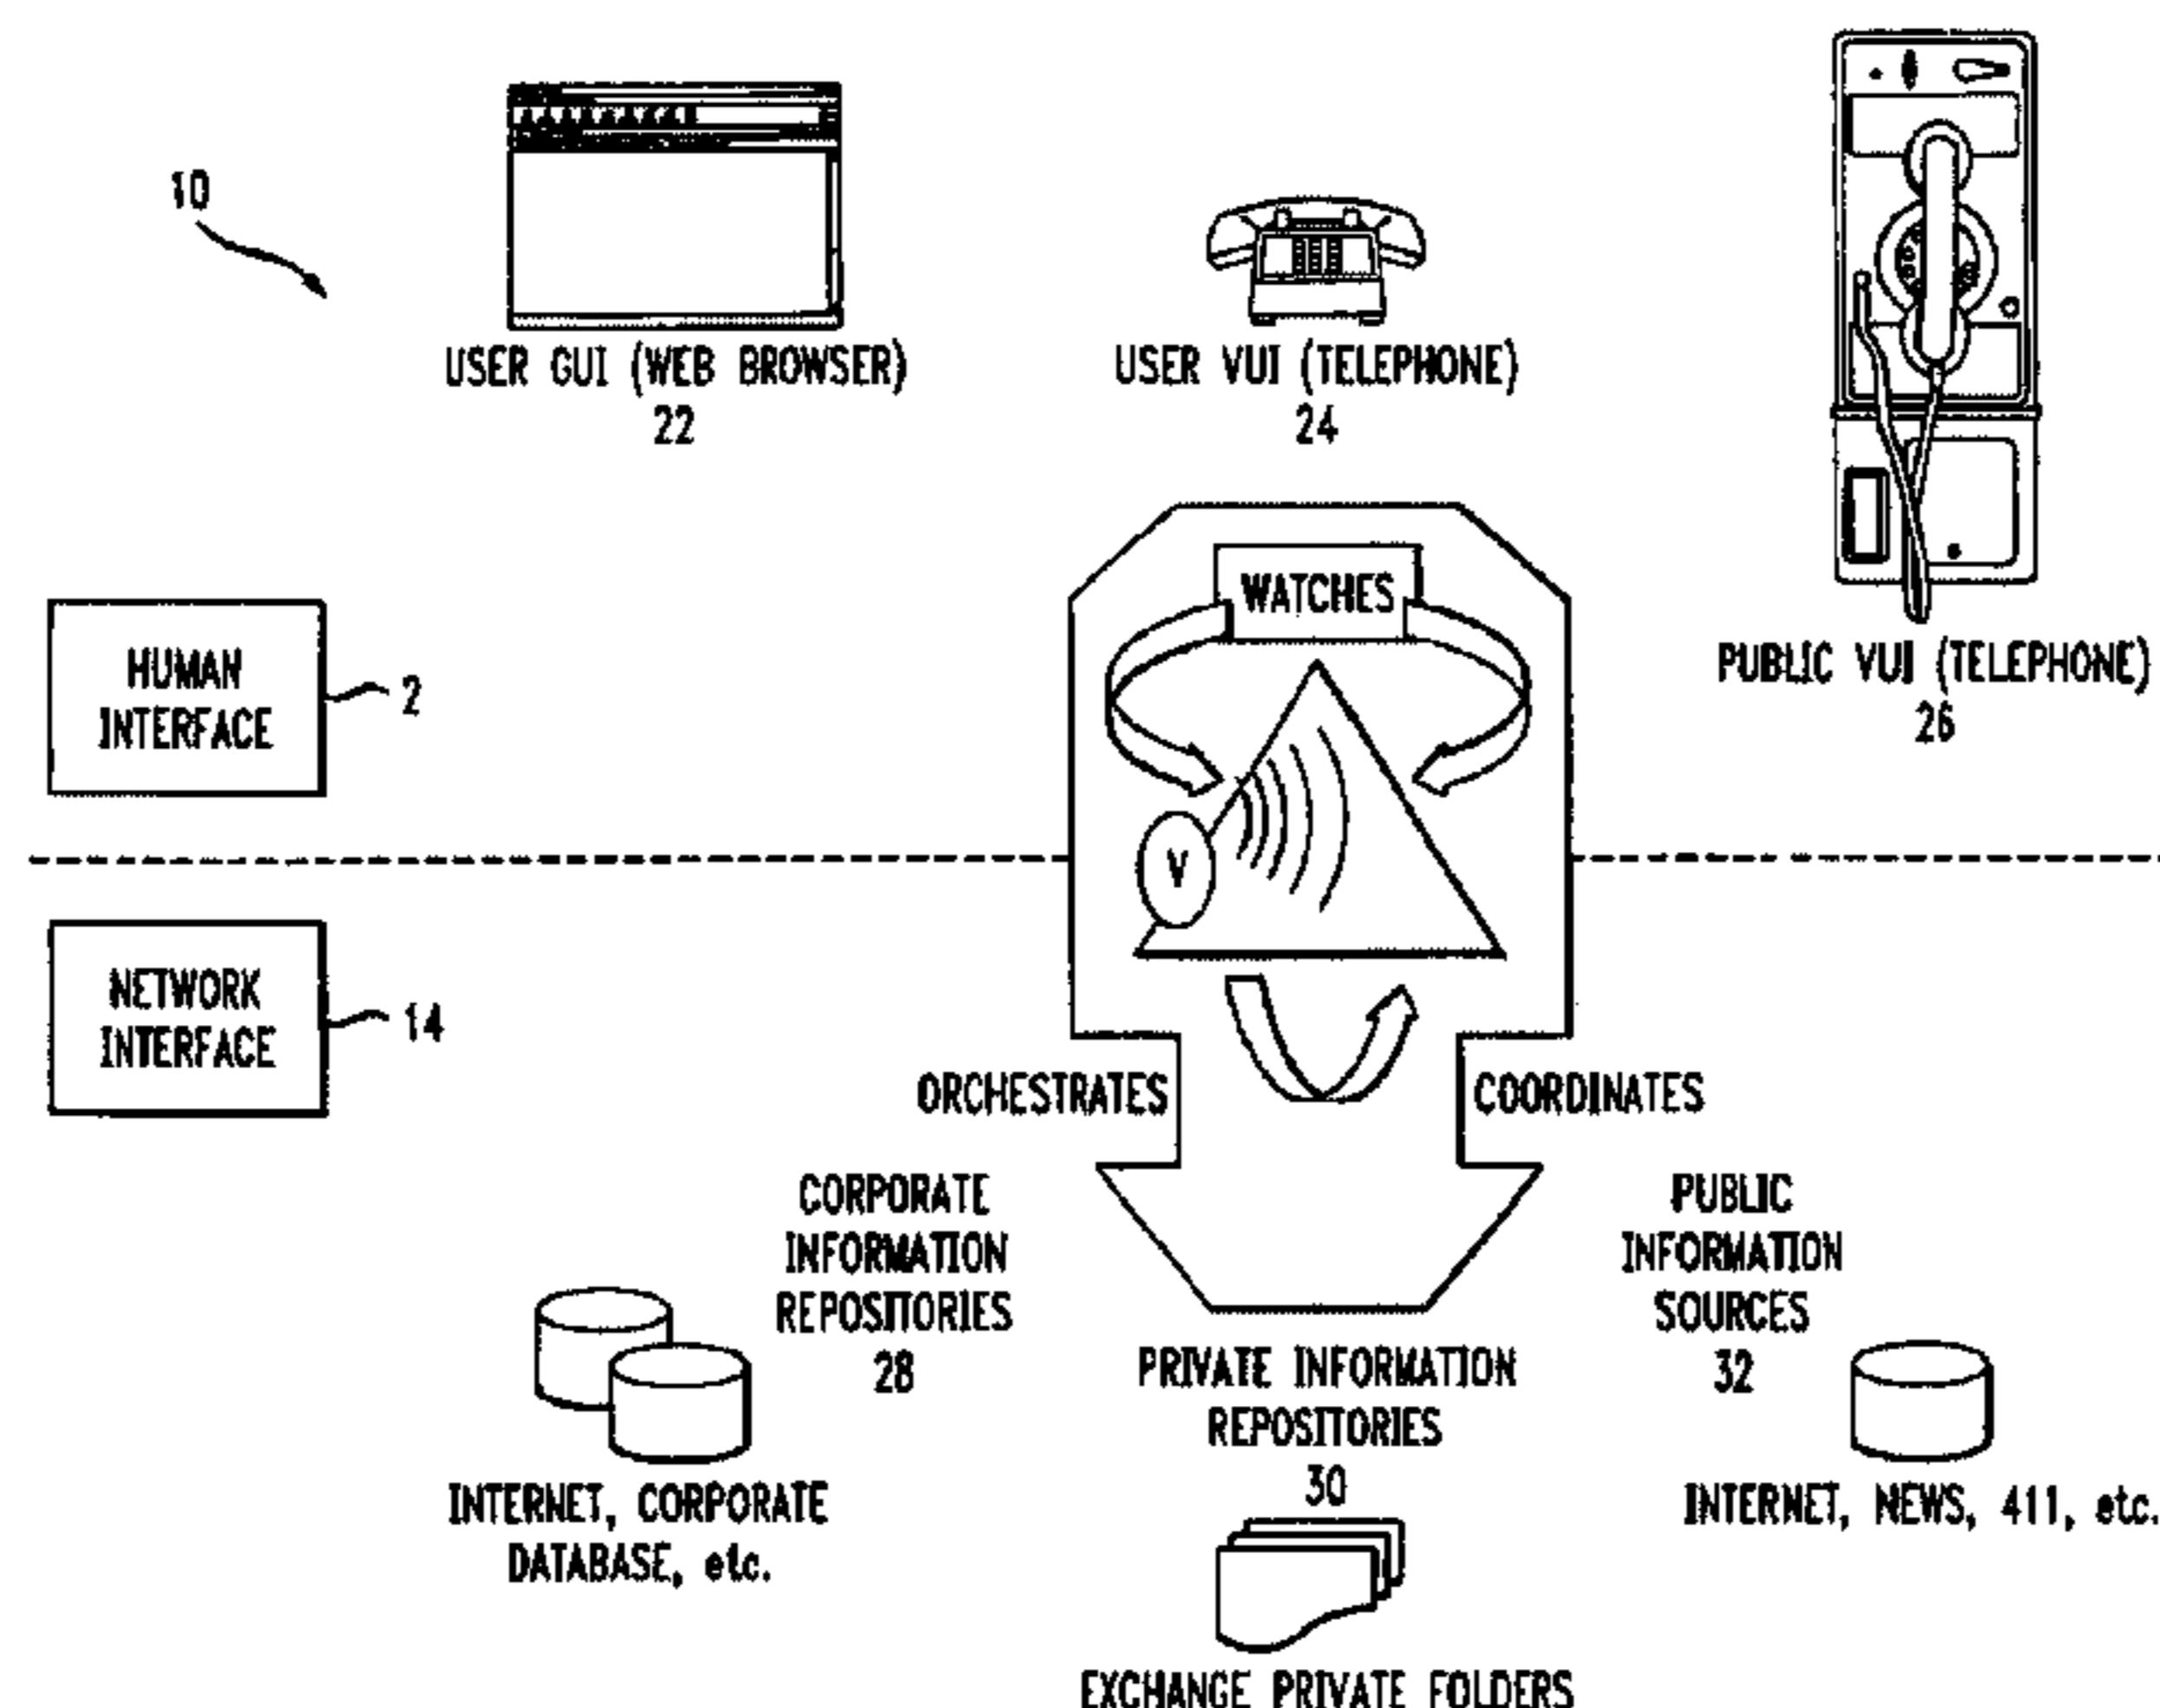 10
USER GUI (WEB BROWSER)
22
USER VUI (TELEPHONE)
24
PUBLIC VUI (TELEPHONE)
26
WATCHES
HUMAN
INTERFACE
2
V
NETWORK
INTERFACE
14
ORCHESTRATES
COORDINATES
CORPORATE
INFORMATION
REPOSITORIES
28
PUBLIC
INFORMATION
SOURCES
32
PRIVATE INFORMATION
REPOSITORIES
30
INTERNET, CORPORATE
DATABASE, etc.
INTERNET, NEWS, 411, etc.
EXCHANGE PRIVATE FOLDERS